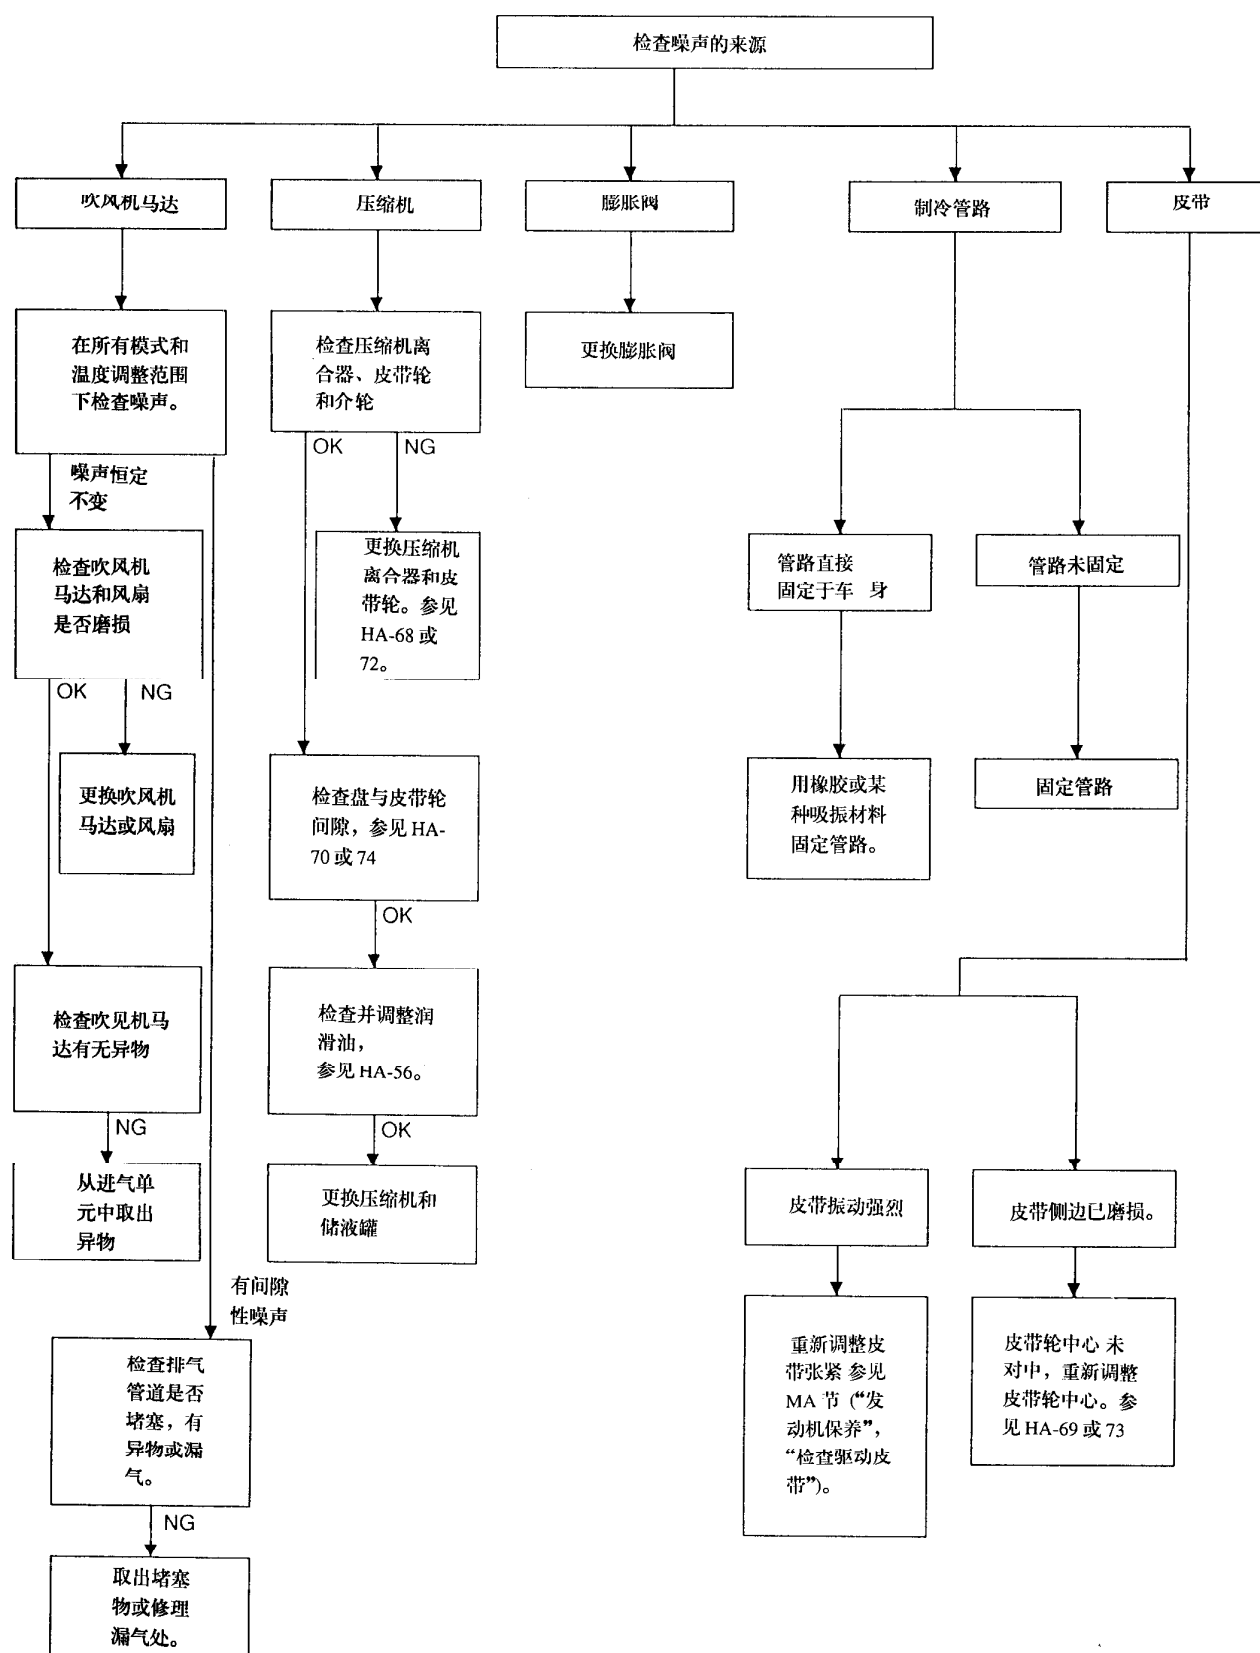 检查噪声的来源
吹风机马达
压缩机
膨胀阀
制冷管路
皮带
在所有模式和
温度调整范围
下检查噪声。
检查压缩机离
合器、皮带轮
和介轮
更换膨胀阀
OK
NG
噪声恒定
不变
检查吹风机
马达和风扇
是否磨损
更换压缩机
离合器和皮
带轮。参见
HA-68 或
72。
管路直接
固定于车 身
管路未固定
OK
NG
更换吹风机
马达或风扇
检查盘与皮带轮
间隙，参见 HA-
70 或 74
用橡胶或某
种吸振材料
固定管路。
固定管路
OK
检查吹见机马
达有无异物
检查并调整润
滑油，
参见 HA-56。
NG
OK
从进气单
元中取出
异物
更换压缩机和
储液罐
皮带振动强烈
皮带侧边已磨损。
有问隙
性噪声
检查排气
管道是否
堵塞，有
异物或漏
气。
重新调整皮
带张紧 参见
MA 节 (“发
动机保养”，
“检查驱动皮
带”)。
皮带轮中心 未
对中，重新调整
皮带轮中心。参
见 HA-69 或 73
NG
取出堵塞
物或修理
漏气处。